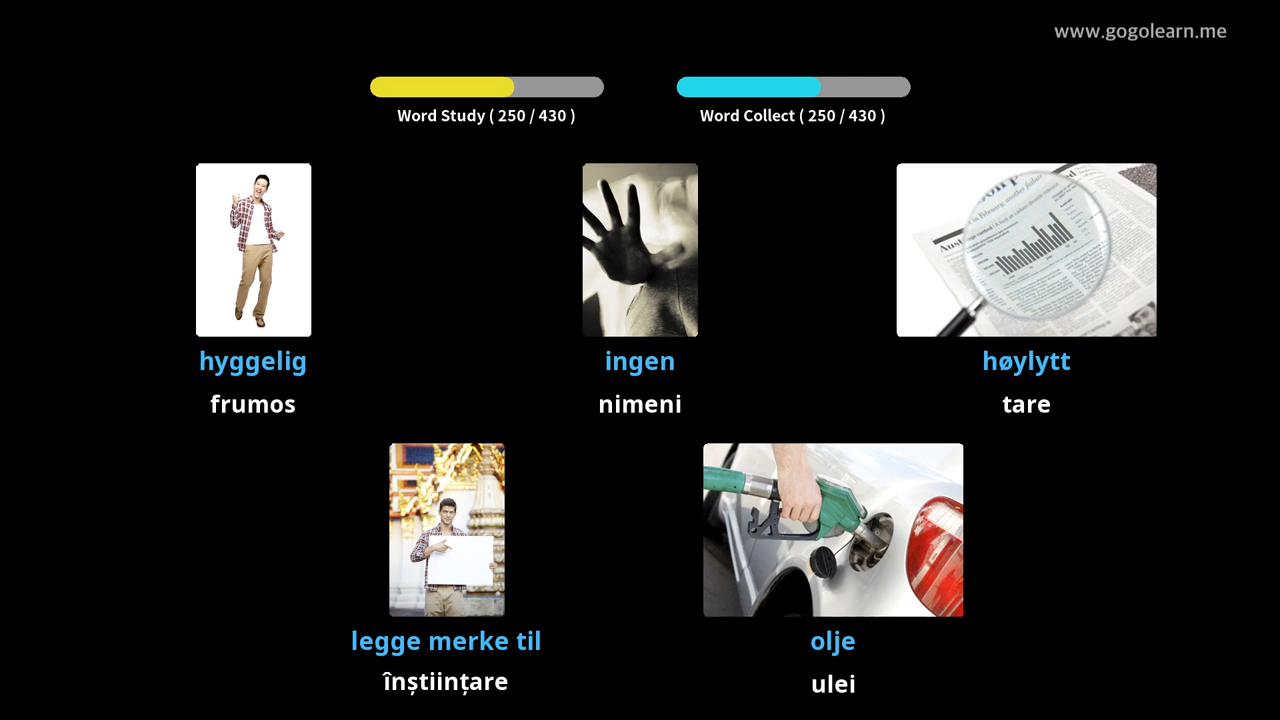 www.gogolearn.me
Word Study ( 250 / 430 )
Word Collect ( 250 / 430 )
hyggelig
ingen
høylytt
frumos
nimeni
tare
legge merke til
olje
înștiințare
ulei